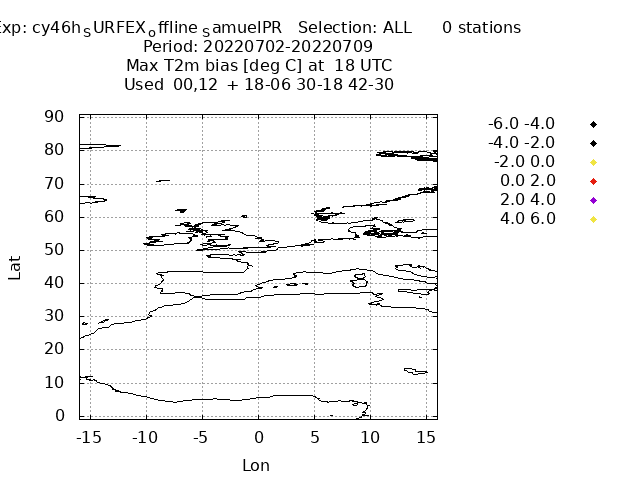 Exp: cy46hSURFEXoffline SamuelPR Selection: ALL 0 stations
Period: 20220702-20220709
Max T2m bias [deg C] at 18 UTC
Used 00,12 + 18-06 30-18 42-30
90
80
70
60
50
40
30
20
10
0
Lat
-15 -10 -5 0 5 10 15
Lon
-6.0 -4.0
-4.0 -2.0
-2.0 0.0
0.0 2.0
2.0 4.0
4.0 6.0